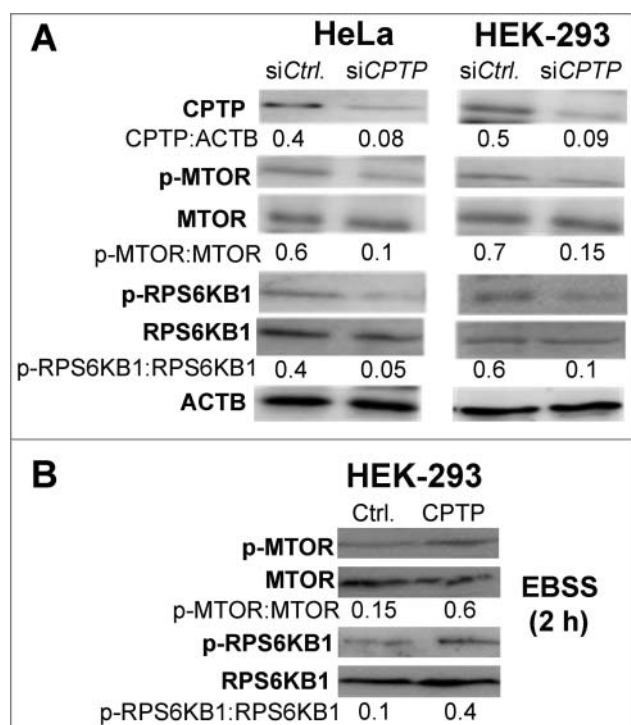 A
HeLa HEK-293
siCtrl. siCPTP siCtrl. siCPTP
CPTP
CPTP:ACTB 0.4 0.08 0.5 0.09
p-MTOR
MTOR
p-MTOR:MTOR 0.6 0.1 0.7 0.15
p-RPS6KB1
RPS6KB1
p-RPS6KB1:RPS6KB1 0.4 0.05 0.6 0.1
ACTB
B
HEK-293
Ctrl. CPTP
p-MTOR
MTOR
EBSS
(2 h)
p-MTOR:MTOR 0.15 0.6
p-RPS6KB1
RPS6KB1
p-RPS6KB1:RPS6KB1 0.1 0.4